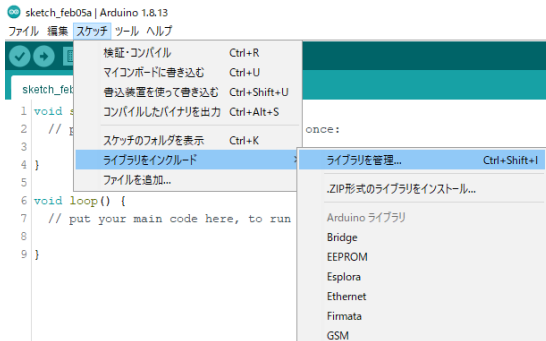 sketch_feb05a | Arduino 1.8.13
ファイル 編集 スケッチ ツール ヘルプ
検証・コンパイル Ctrl+R
マイコンボードに書き込む Ctrl+U
書込装置を使って書き込む Ctrl+Shift+U
コンパイルしたバイナリを出力 Ctrl+Alt+S
スケッチのフォルダを表示 Ctrl+K
ライブラリをインクルード
ファイルを追加...
ライブラリを管理... Ctrl+Shift+I
.ZIP形式のライブラリをインストール...
Arduino ライブラリ
Bridge
EEPROM
Esplora
Ethernet
Firmata
GSM
sketch_feb
1 void s
2 // p once:
3
4 }
5
6 void loop() {
7 // put your main code here, to run
8
9 }